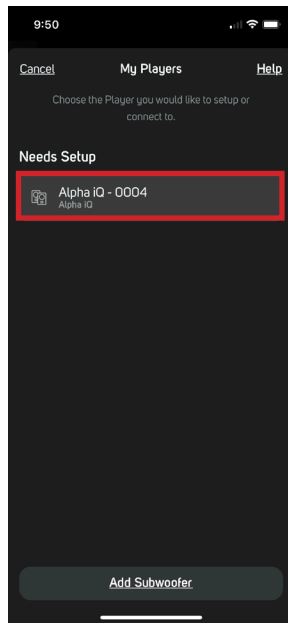 9:50
Cancel My Players Help
Choose the Player you would like to setup or
connect to.
Needs Setup
Alpha iQ - 0004
Alpha iQ
Add Subwoofer